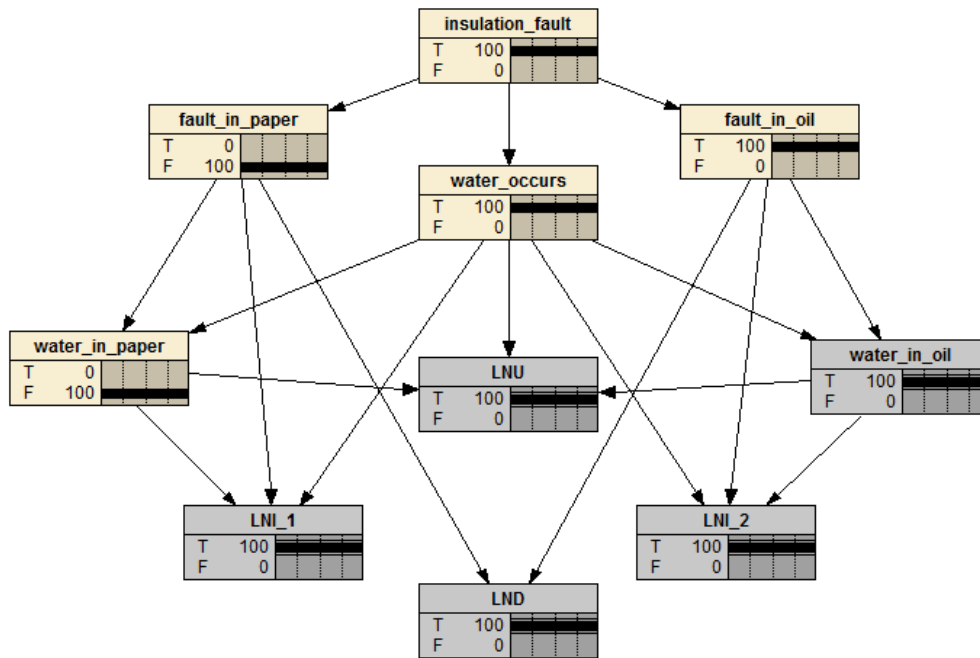 insulation_fault
T 100
F 0
fault_in_paper
T 0
F 100
fault_in_oil
T 100
F 0
water_occurs
T 100
F 0
water_in_paper
T 0
F 100
LNU
T 100
F 0
water_in_oil
T 100
F 0
LNI_1
T 100
F 0
LNI_2
T 100
F 0
LND
T 100
F 0